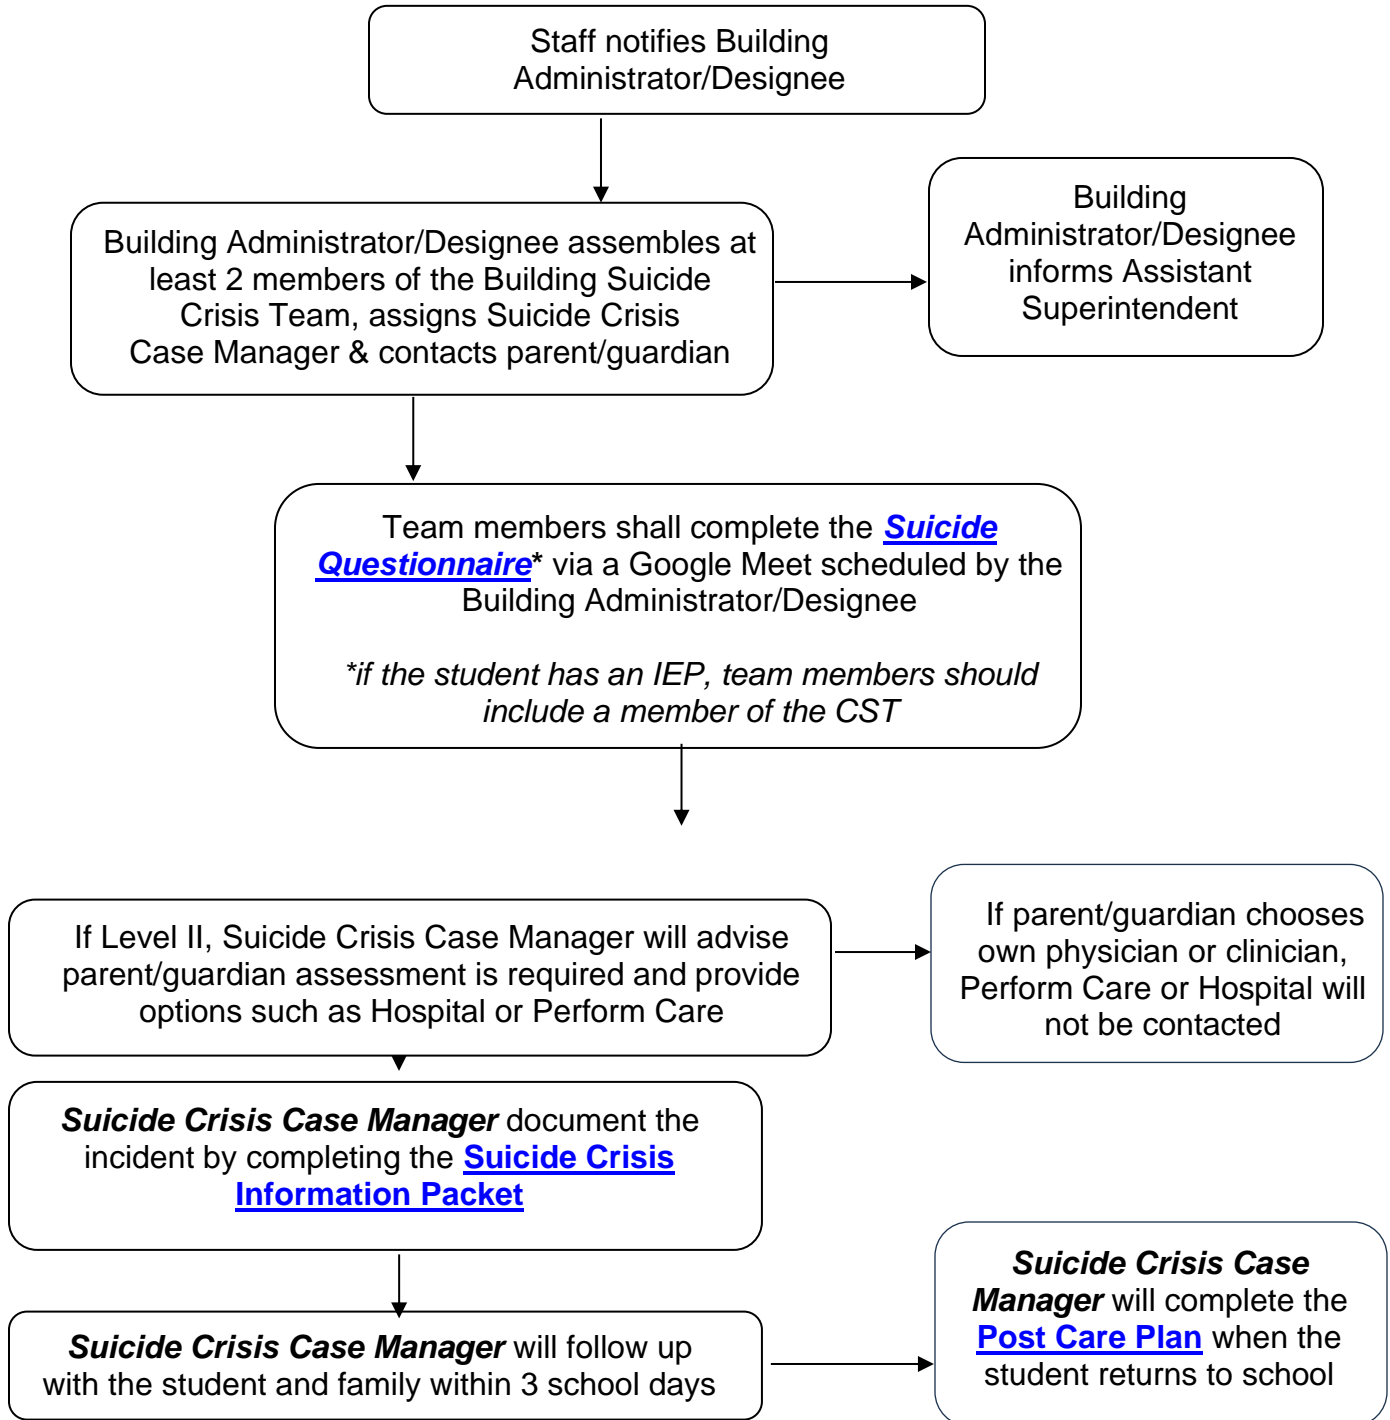 Staff notifies Building
Administrator/Designee
Building Administrator/Designee assembles at
least 2 members of the Building Suicide
Crisis Team, assigns Suicide Crisis
Case Manager & contacts parent/guardian
Building
Administrator/Designee
informs Assistant
Superintendent
Team members shall complete the Suicide
Questionnaire* via a Google Meet scheduled by the
Building Administrator/Designee
*if the student has an IEP, team members should
include a member of the CST
If Level II, Suicide Crisis Case Manager will advise
parent/guardian assessment is required and provide
options such as Hospital or Perform Care
If parent/guardian chooses
own physician or clinician,
Perform Care or Hospital will
not be contacted
Suicide Crisis Case Manager document the
incident by completing the Suicide Crisis
Information Packet
Suicide Crisis Case Manager will follow up
with the student and family within 3 school days
Suicide Crisis Case
Manager will complete the
Post Care Plan when the
student returns to school